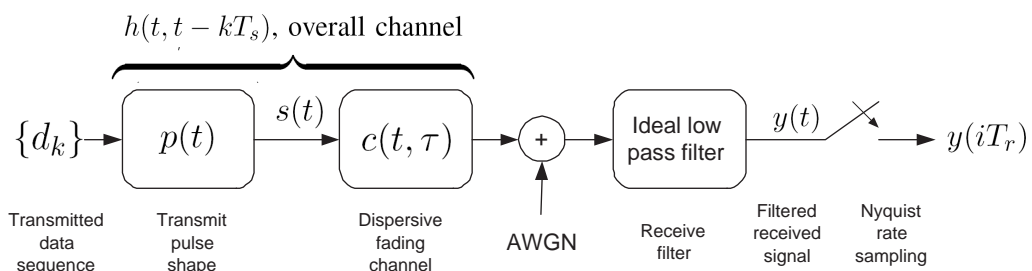 h(t, t − kT_s), overall channel
{d_k}
p(t)
s(t)
c(t, τ)
+
Ideal low
pass filter
y(t)
y(iT_r)
Transmitted
data
sequence
Transmit
pulse
shape
Dispersive
fading
channel
AWGN
Receive
filter
Filtered
received
signal
Nyquist
rate
sampling